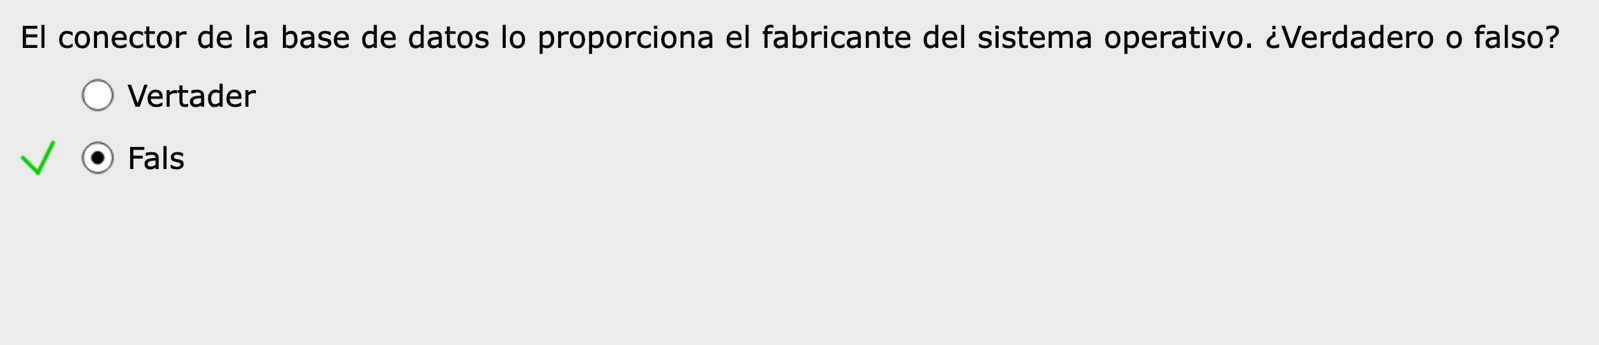 El conector de la base de datos lo proporciona el fabricante del sistema operativo. ¿Verdadero o falso?
Vertader
Fals